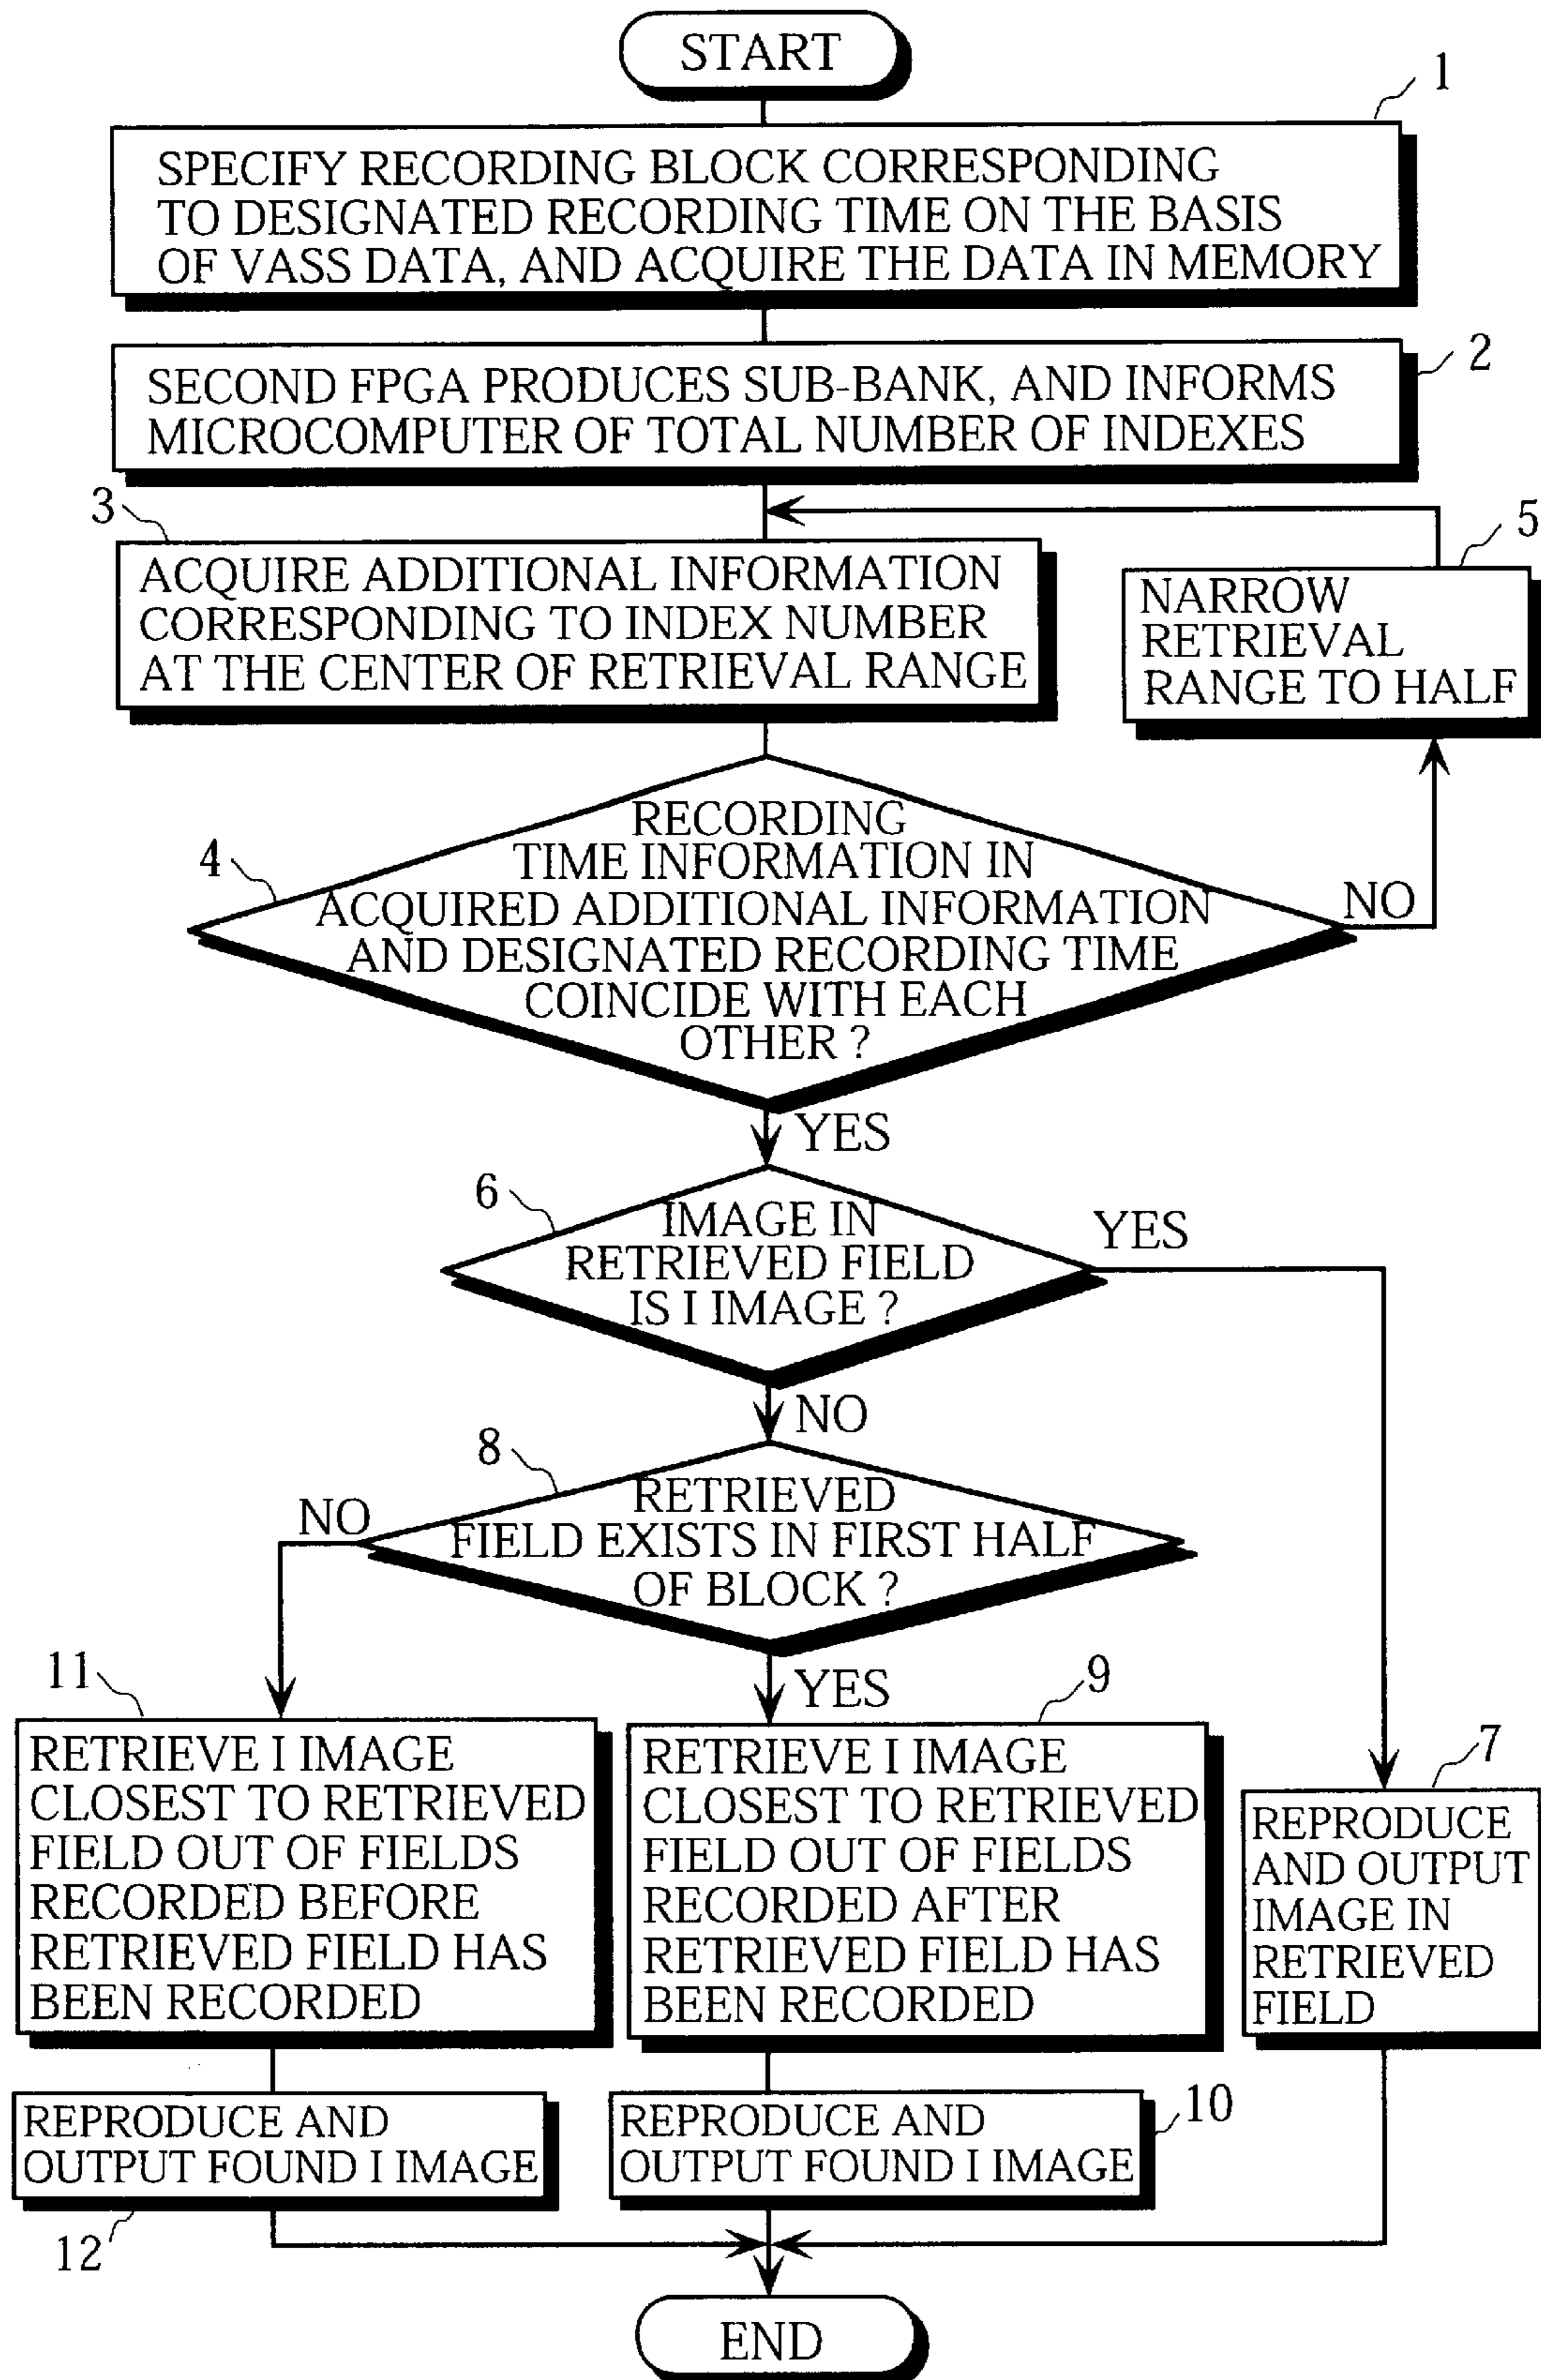 START
1
SPECIFY RECORDING BLOCK CORRESPONDING
TO DESIGNATED RECORDING TIME ON THE BASIS
OF VASS DATA, AND ACQUIRE THE DATA IN MEMORY
2
SECOND FPGA PRODUCES SUB-BANK, AND INFORMS
MICROCOMPUTER OF TOTAL NUMBER OF INDEXES
3
ACQUIRE ADDITIONAL INFORMATION
CORRESPONDING TO INDEX NUMBER
AT THE CENTER OF RETRIEVAL RANGE
5
NARROW
RETRIEVAL
RANGE TO HALF
4
RECORDING
TIME INFORMATION IN
ACQUIRED ADDITIONAL INFORMATION
AND DESIGNATED RECORDING TIME
COINCIDE WITH EACH
OTHER ?
NO
YES
6
IMAGE IN
RETRIEVED FIELD
IS I IMAGE ?
YES
NO
8
RETRIEVED
FIELD EXISTS IN FIRST HALF
OF BLOCK ?
NO
YES
11
RETRIEVE I IMAGE
CLOSEST TO RETRIEVED
FIELD OUT OF FIELDS
RECORDED BEFORE
RETRIEVED FIELD HAS
BEEN RECORDED
9
RETRIEVE I IMAGE
CLOSEST TO RETRIEVED
FIELD OUT OF FIELDS
RECORDED AFTER
RETRIEVED FIELD HAS
BEEN RECORDED
7
REPRODUCE
AND OUTPUT
IMAGE IN
RETRIEVED
FIELD
REPRODUCE AND
OUTPUT FOUND I IMAGE
12
REPRODUCE AND
OUTPUT FOUND I IMAGE
10
END